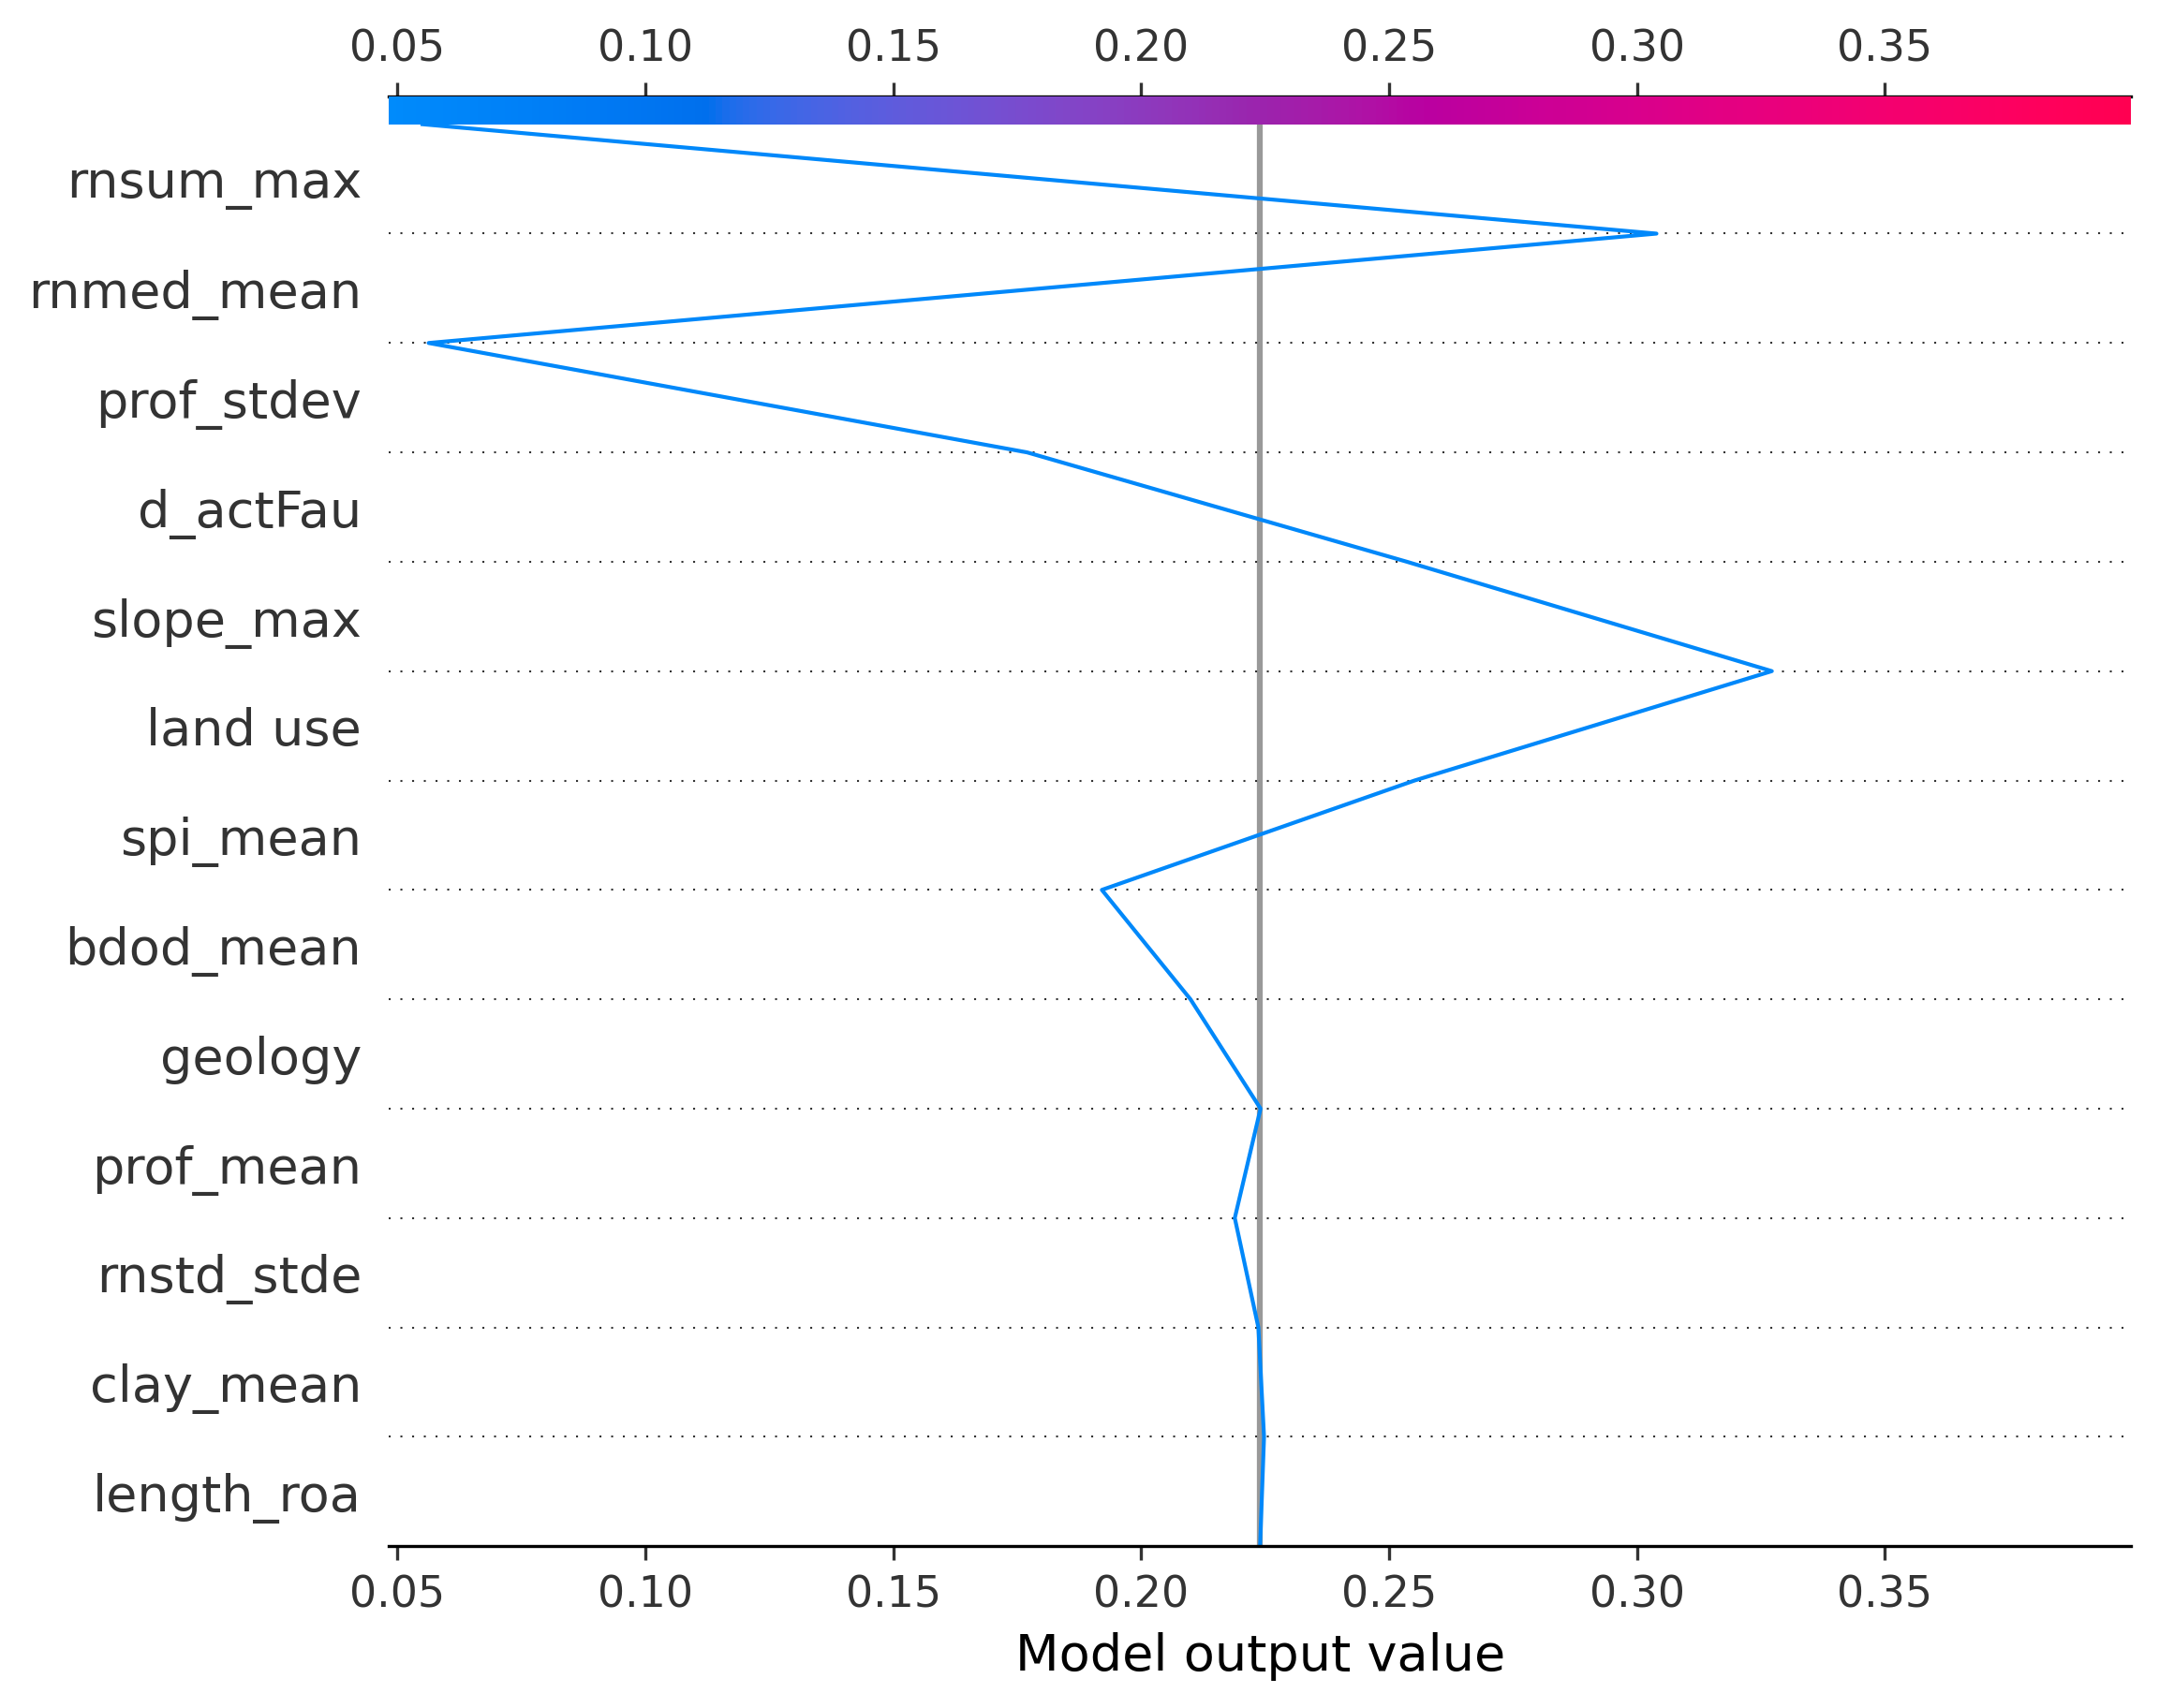 0.05 0.10 0.15 0.20 0.25 0.30 0.35
rnsum_max
rnmed_mean
prof_stdev
d_actFau
slope_max
land use
spi_mean
bdod_mean
geology
prof_mean
rnstd_stde
clay_mean
length_roa
0.05 0.10 0.15 0.20 0.25 0.30 0.35
Model output value